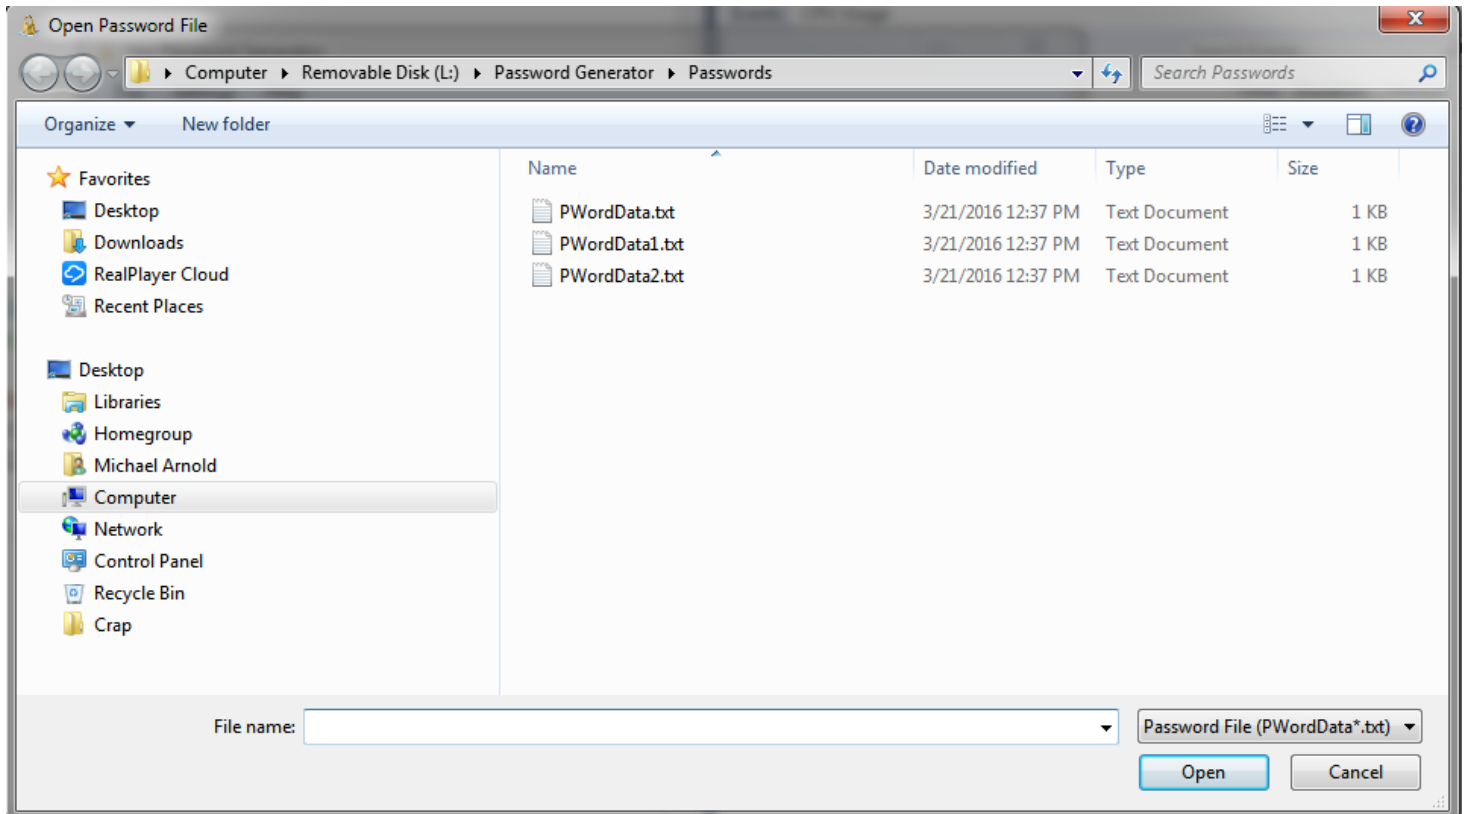 Open Password File
Computer Removable Disk (L:) Password Generator Passwords
Search Passwords
Organize New folder
Name Date modified Type Size
PWordData.txt 3/21/2016 12:37 PM Text Document 1 KB
PWordData1.txt 3/21/2016 12:37 PM Text Document 1 KB
PWordData2.txt 3/21/2016 12:37 PM Text Document 1 KB
Favorites
Desktop
Downloads
RealPlayer Cloud
Recent Places
Desktop
Libraries
Homegroup
Michael Arnold
Computer
Network
Control Panel
Recycle Bin
Crap
File name:
Password File (PWordData*.txt)
Open Cancel